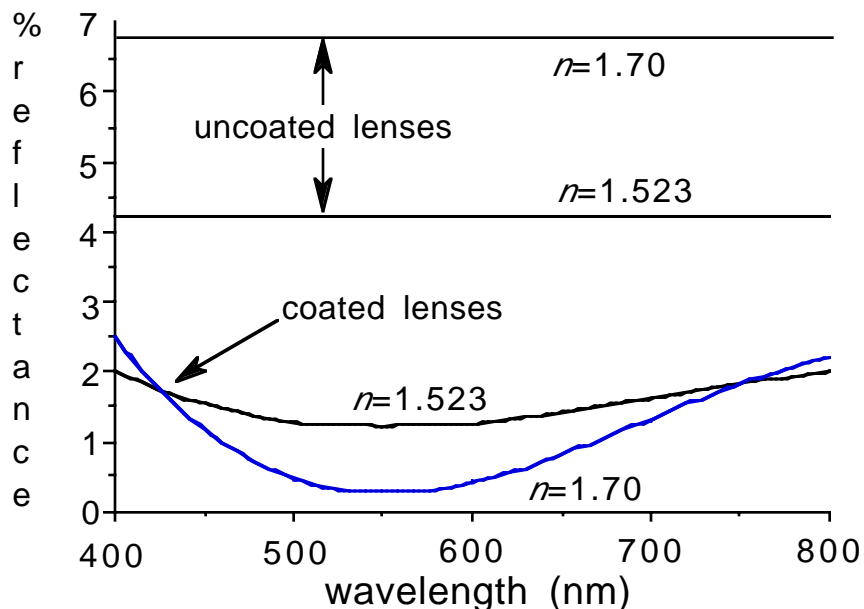 % reflectance
7
6
5
4
3
2
1
0
n=1.70
uncoated lenses
n=1.523
coated lenses
n=1.523
n=1.70
400 500 600 700 800
wavelength (nm)